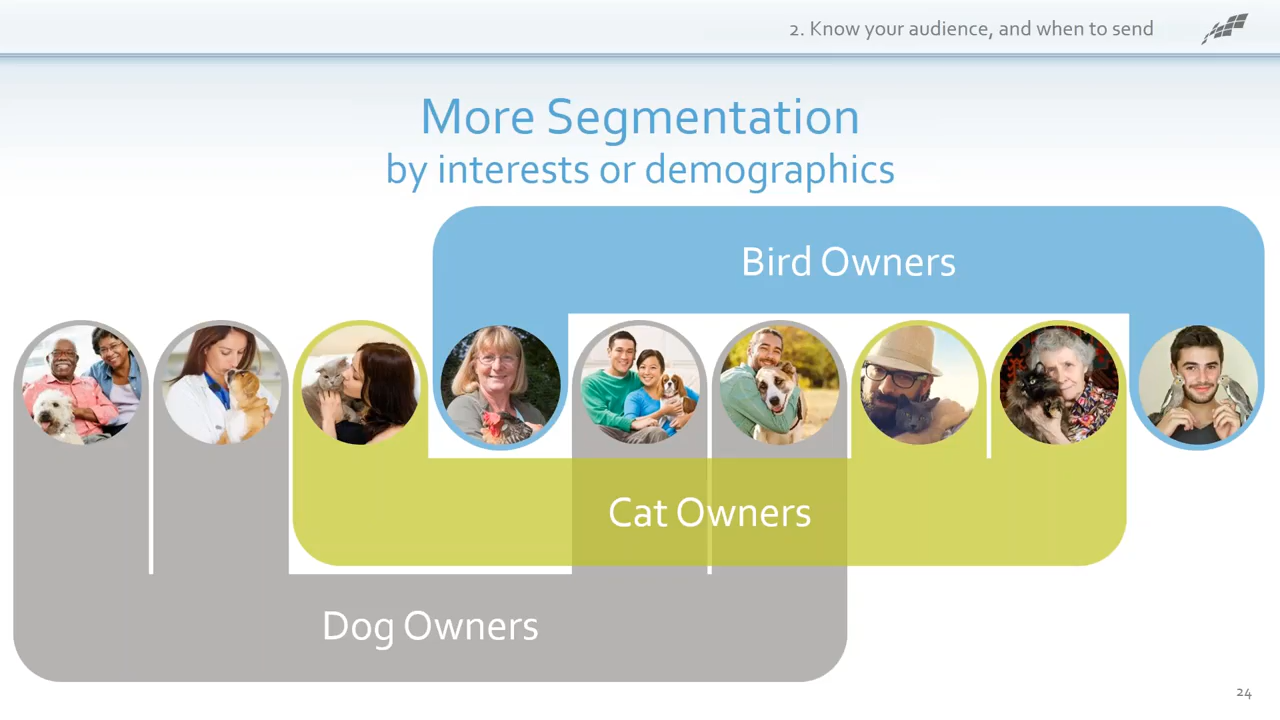 2. Know your audience, and when to send
More Segmentation
by interests or demographics
Bird Owners
Cat Owners
Dog Owners
24